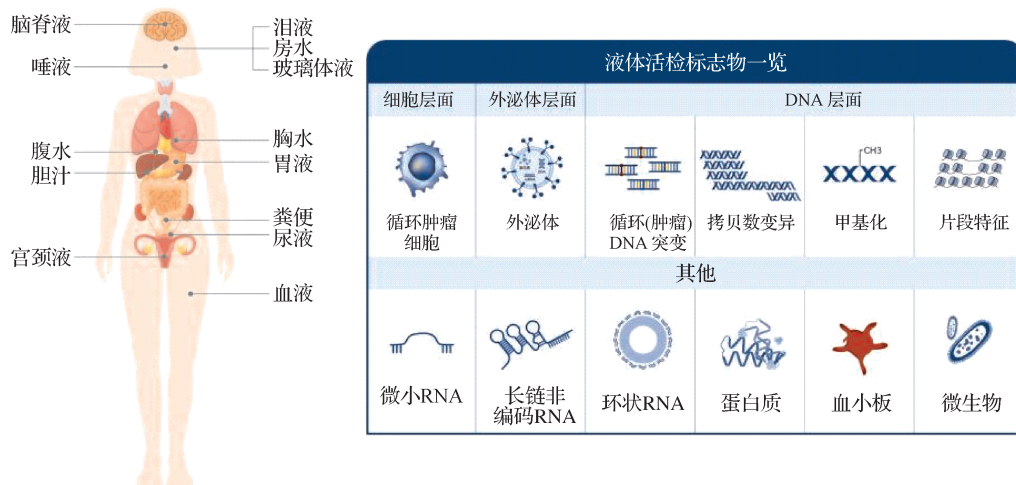 脑脊液
泪液
房水
玻璃体液
唾液
胸水
腹水
胃液
胆汁
粪便
尿液
宫颈液
血液
液体活检标志物一览
细胞层面
外泌体层面
DNA 层面
CH3
循环肿瘤
细胞
外泌体
循环(肿瘤)
DNA 突变
拷贝数变异
甲基化
片段特征
其他
微小RNA
长链非
编码RNA
环状RNA
蛋白质
血小板
微生物